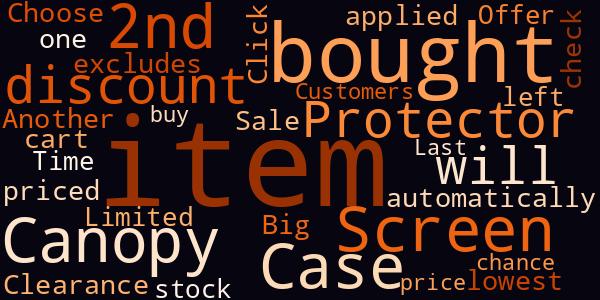 Choose
2nd
Click
applied
Offer
check
one
bought
excludes
discount
Customers
left
Another
buy
Sale
Protector
cart
item
Last
Time
will
priced
automatically
Limited
Big
Screen
Canopy
Case
chance
Clearance
stock
price
lowest